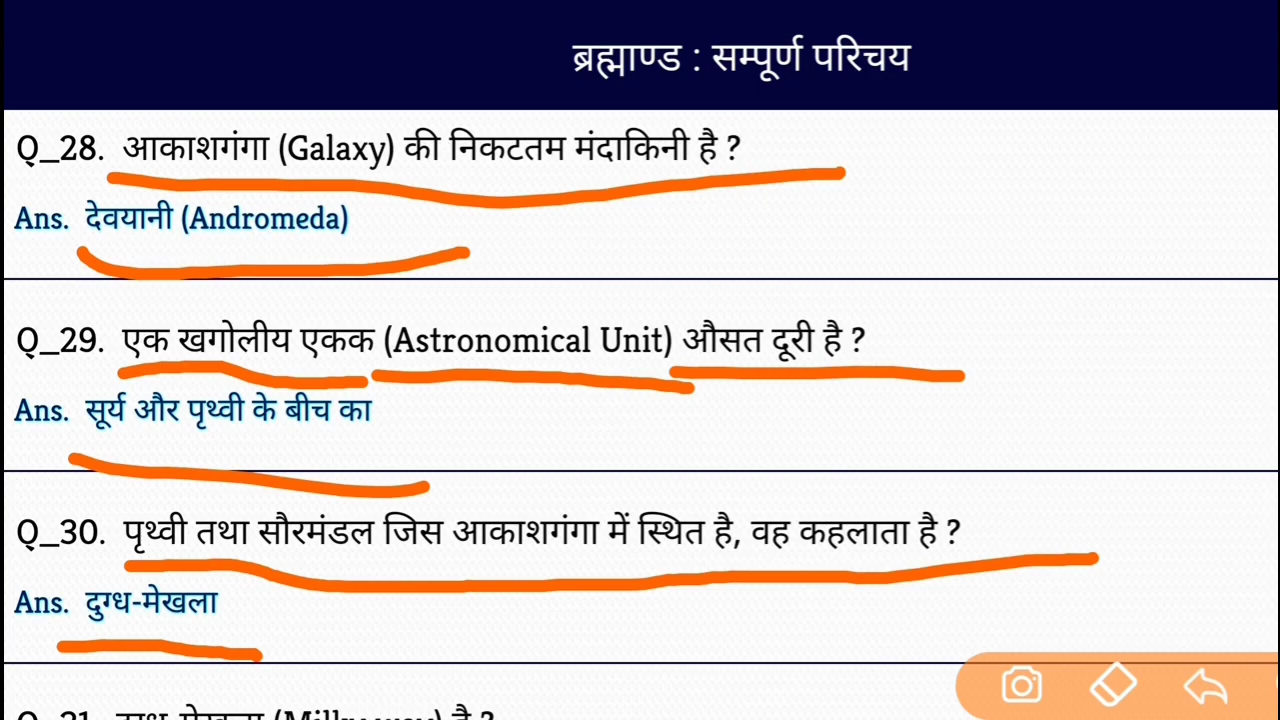 ब्रह्माण्ड : सम्पूर्ण परिचय
Q_28. आकाशगंगा (Galaxy) की निकटतम मंदाकिनी है ?
Ans. देवयानी (Andromeda)
Q_29. एक खगोलीय एकक (Astronomical Unit) औसत दूरी है ?
Ans. सूर्य और पृथ्वी के बीच का
Q_30. पृथ्वी तथा सौरमंडल जिस आकाशगंगा में स्थित है, वह कहलाता है ?
Ans. दुग्ध-मेखला